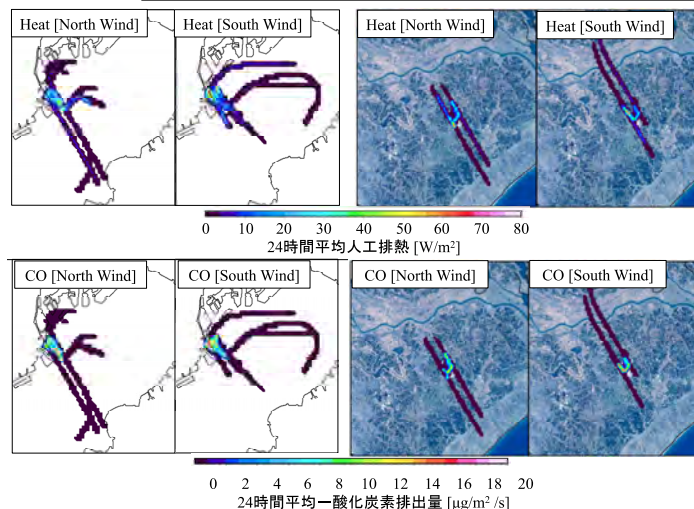 Heat [North Wind]
Heat [South Wind]
Heat [North Wind]
Heat [South Wind]
0 10 20 30 40 50 60 70 80
24時間平均人工排熱 [W/m²]
CO [North Wind]
CO [South Wind]
CO [North Wind]
CO [South Wind]
0 2 4 6 8 10 12 14 16 18 20
24時間平均一酸化炭素排出量 [μg/m² /s]